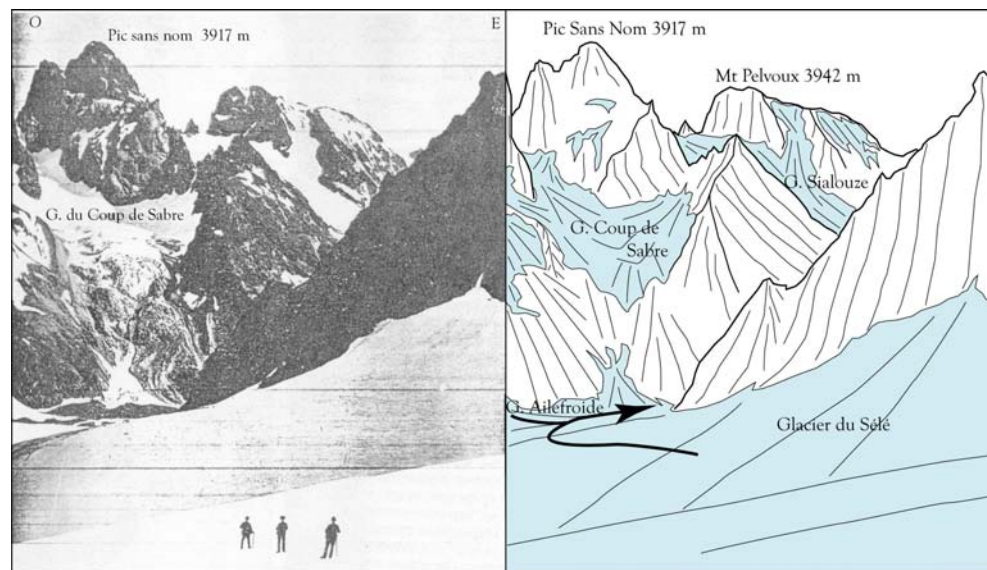 O
E
Pic sans nom 3917 m
G. du Coup de Sabre
Pic Sans Nom 3917 m
Mt Pelvoux 3942 m
G. Sialouze
G. Coup de
Sabre
G. Ailefroide
Glacier du Sélé